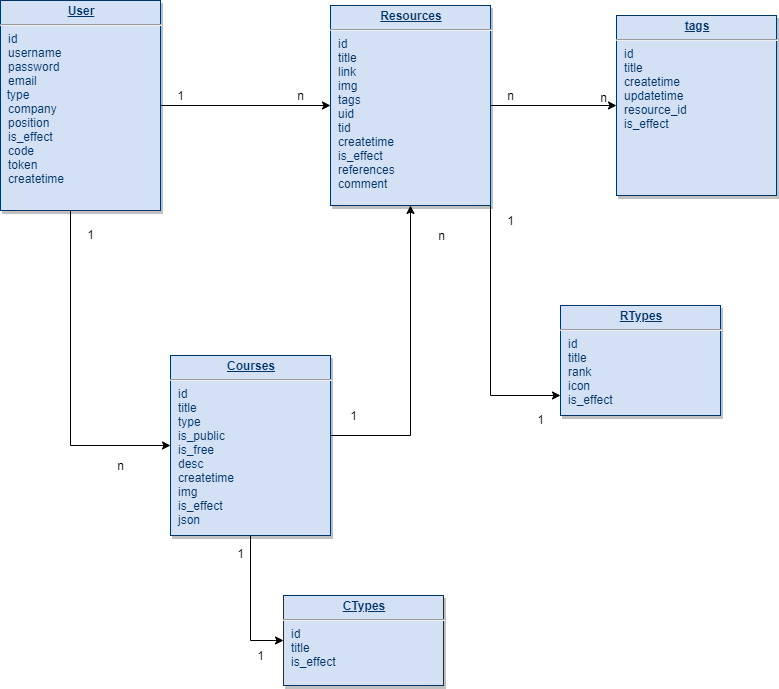 User
id
username
password
email
type
company
position
is_effect
code
token
createtime
1
n
Resources
id
title
link
img
tags
uid
tid
createtime
is_effect
references
comment
n
n
tags
id
title
createtime
updatetime
resource_id
is_effect
1
n
1
RTypes
id
title
rank
icon
is_effect
1
n
Courses
id
title
type
is_public
is_free
desc
createtime
img
is_effect
json
1
1
1
CTypes
id
title
is_effect